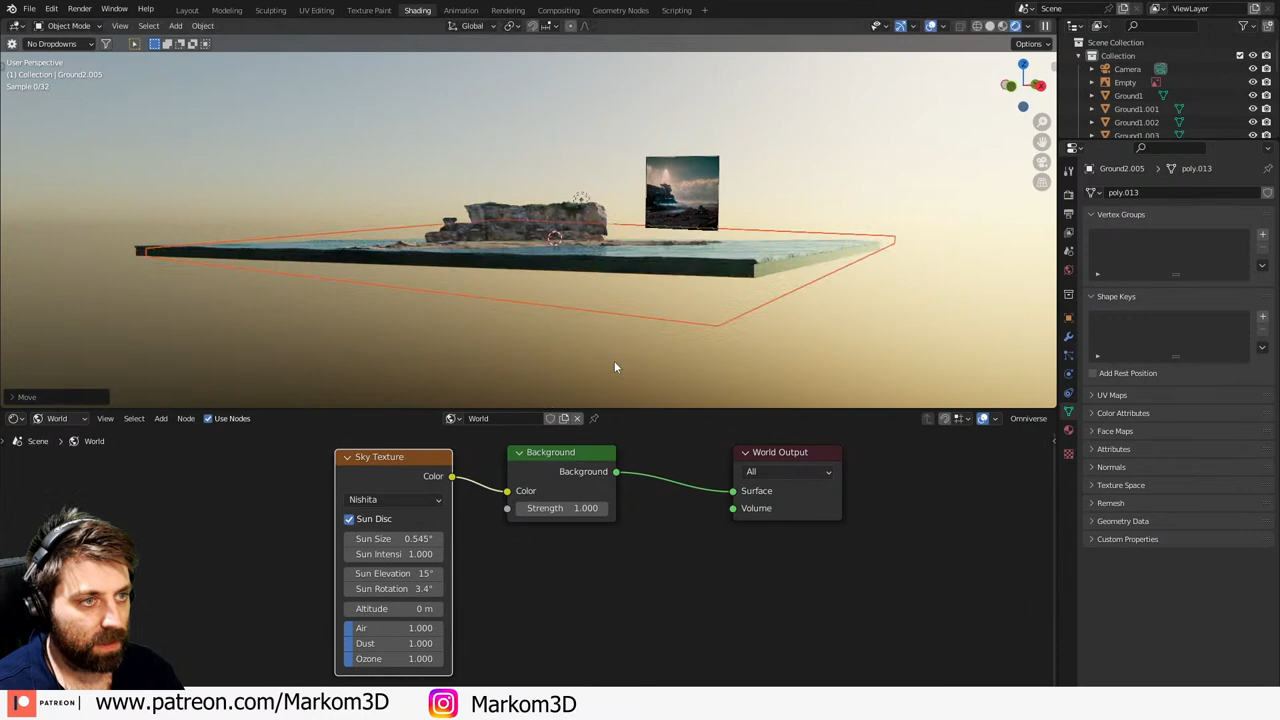 File Edit Render Window Help Layout Modeling Sculpting UV Editing Texture Paint Shading Animation Rendering Compositing Geometry Nodes Scripting + Scene ViewLayer
Object Mode View Select Add Object Global
No Dropdowns Options
User Perspective
(1) Collection | Ground2.005
Sample 0/32
Z
X
Move
Scene Collection
Collection
Camera
Empty
Ground1
Ground1.001
Ground1.002
Ground1.003
Ground2.005 > poly.013
poly.013
Vertex Groups
Shape Keys
Add Rest Position
UV Maps
Color Attributes
Face Maps
Attributes
Normals
Texture Space
Remesh
Geometry Data
Custom Properties
World View Select Add Node Use Nodes World Omniverse
Scene > World
Sky Texture
Color
Nishita
Sun Disc
Sun Size 0.545°
Sun Intensi 1.000
Sun Elevation 15°
Sun Rotation 3.4°
Altitude 0 m
Air 1.000
Dust 1.000
Ozone 1.000
Background
Background
Color
Strength 1.000
World Output
All
Surface
Volume
PATREON www.patreon.com/Markom3D Markom3D